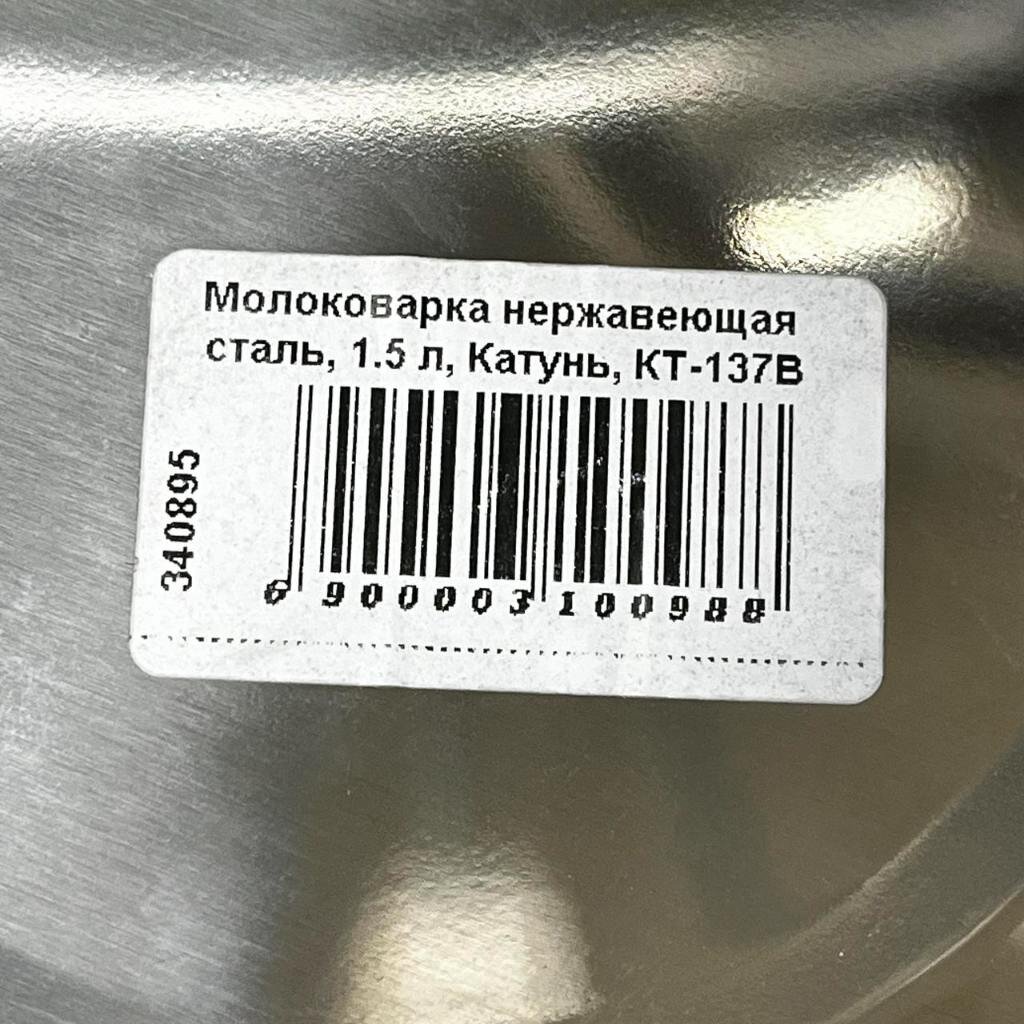 Молоковарка нержавеющая
сталь, 1.5 л, Катунь, КТ-137В
340895
6 900003 100988